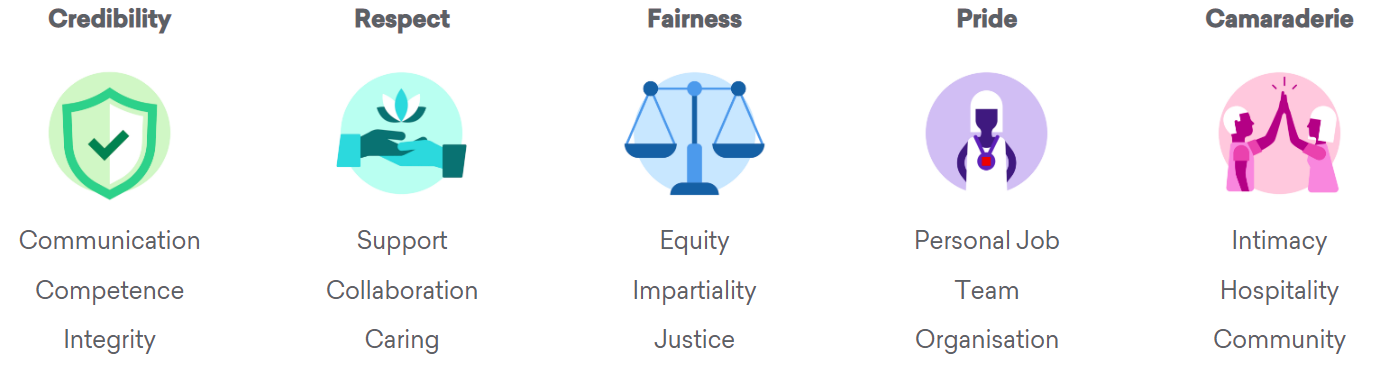 Credibility
Respect
Fairness
Pride
Camaraderie
Communication
Support
Equity
Personal Job
Intimacy
Competence
Collaboration
Impartiality
Team
Hospitality
Integrity
Caring
Justice
Organisation
Community